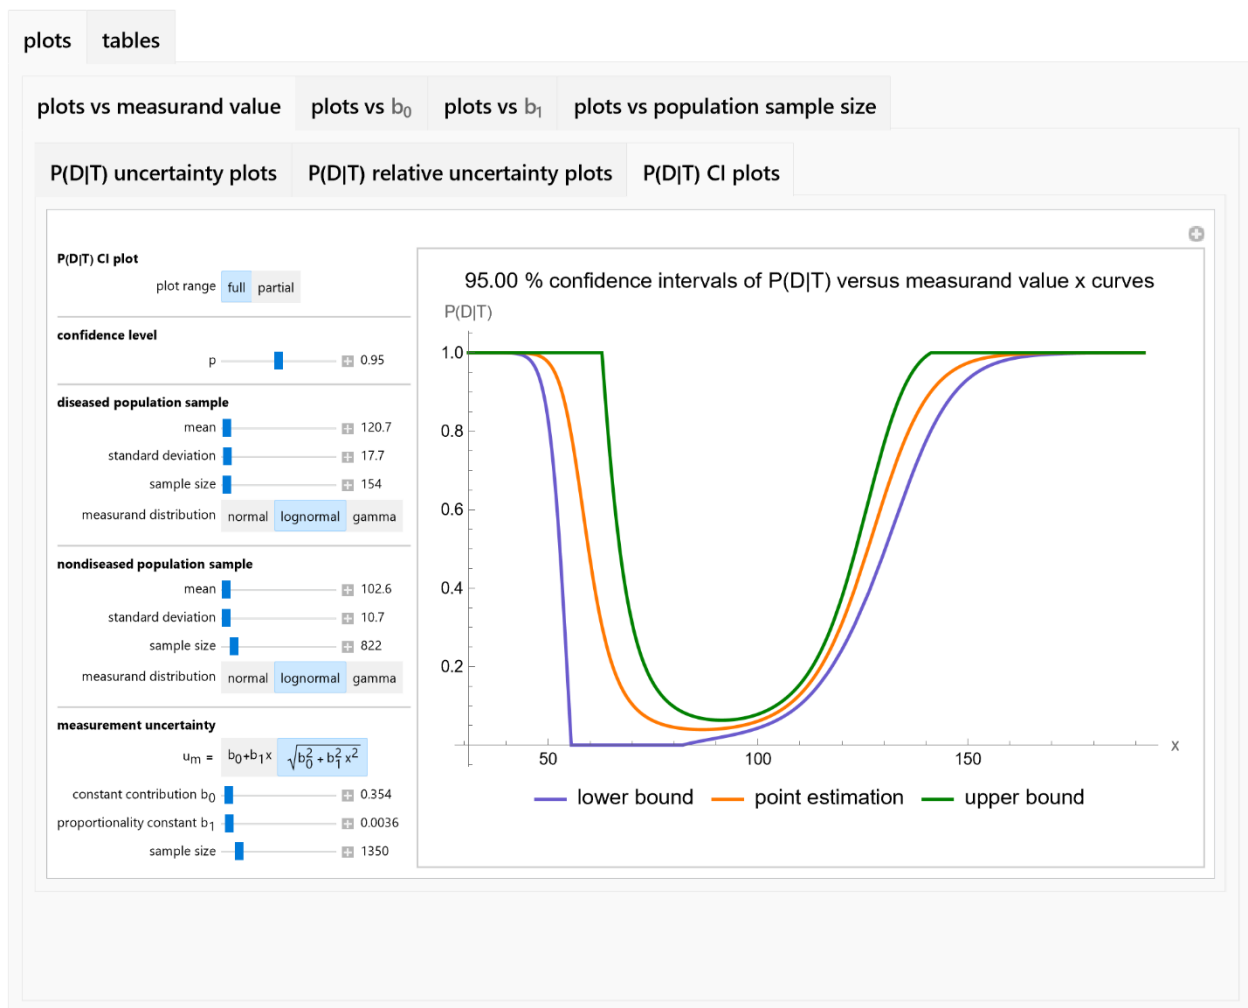 plots tables
plots vs measurand value plots vs b0 plots vs b1 plots vs population sample size
P(D|T) uncertainty plots P(D|T) relative uncertainty plots P(D|T) CI plots
P(D|T) CI plot
plot range full partial
confidence level
p 0.95
diseased population sample
mean 120.7
standard deviation 17.7
sample size 154
measurand distribution normal lognormal gamma
nondiseased population sample
mean 102.6
standard deviation 10.7
sample size 822
measurand distribution normal lognormal gamma
measurement uncertainty
um = b0+b1x √b0²+b1²x²
constant contribution b0 0.354
proportionality constant b1 0.0036
sample size 1350
95.00 % confidence intervals of P(D|T) versus measurand value x curves
P(D|T)
1.0
0.8
0.6
0.4
0.2
50 100 150 x
lower bound point estimation upper bound